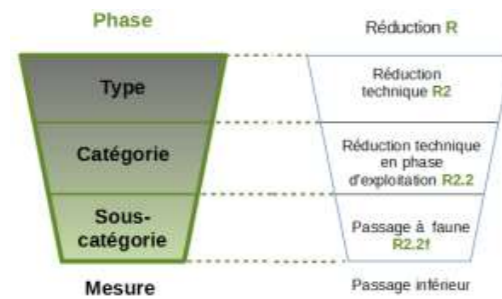 Phase
Réduction R
Type
Réduction
technique R2
Catégorie
Réduction technique
en phase
d'exploitation R2.2
Sous-
catégorie
Passage à faune
R2.2f
Mesure
Passage inférieur